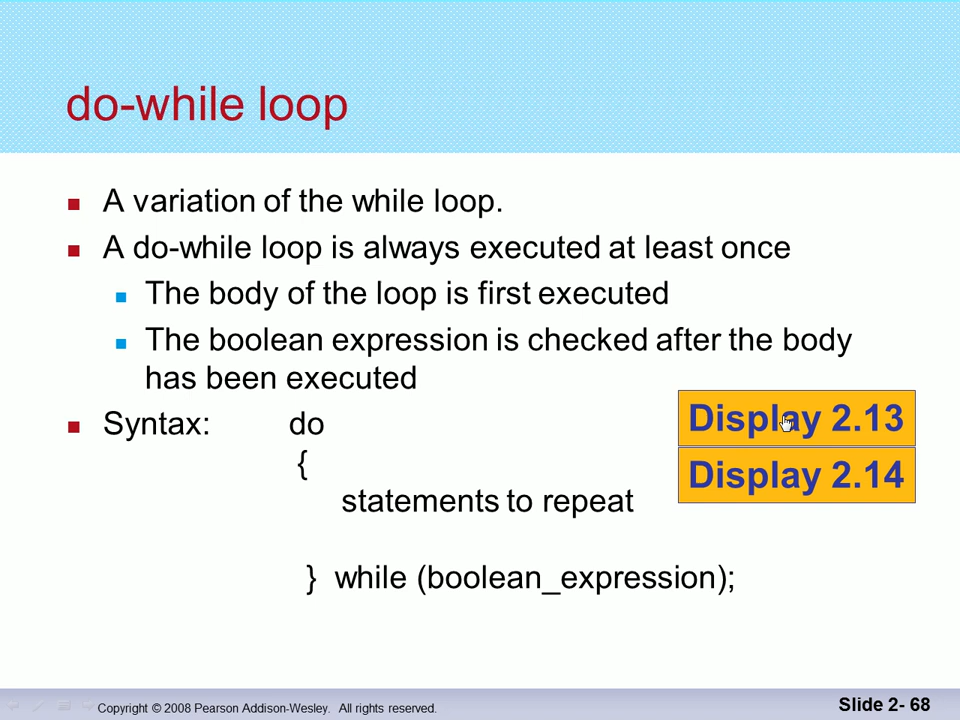 do-while loop
A variation of the while loop.
A do-while loop is always executed at least once
The body of the loop is first executed
The boolean expression is checked after the body
has been executed
Syntax: do
{
statements to repeat
} while (boolean_expression);
Display 2.13
Display 2.14
Copyright © 2008 Pearson Addison-Wesley. All rights reserved.
Slide 2- 68